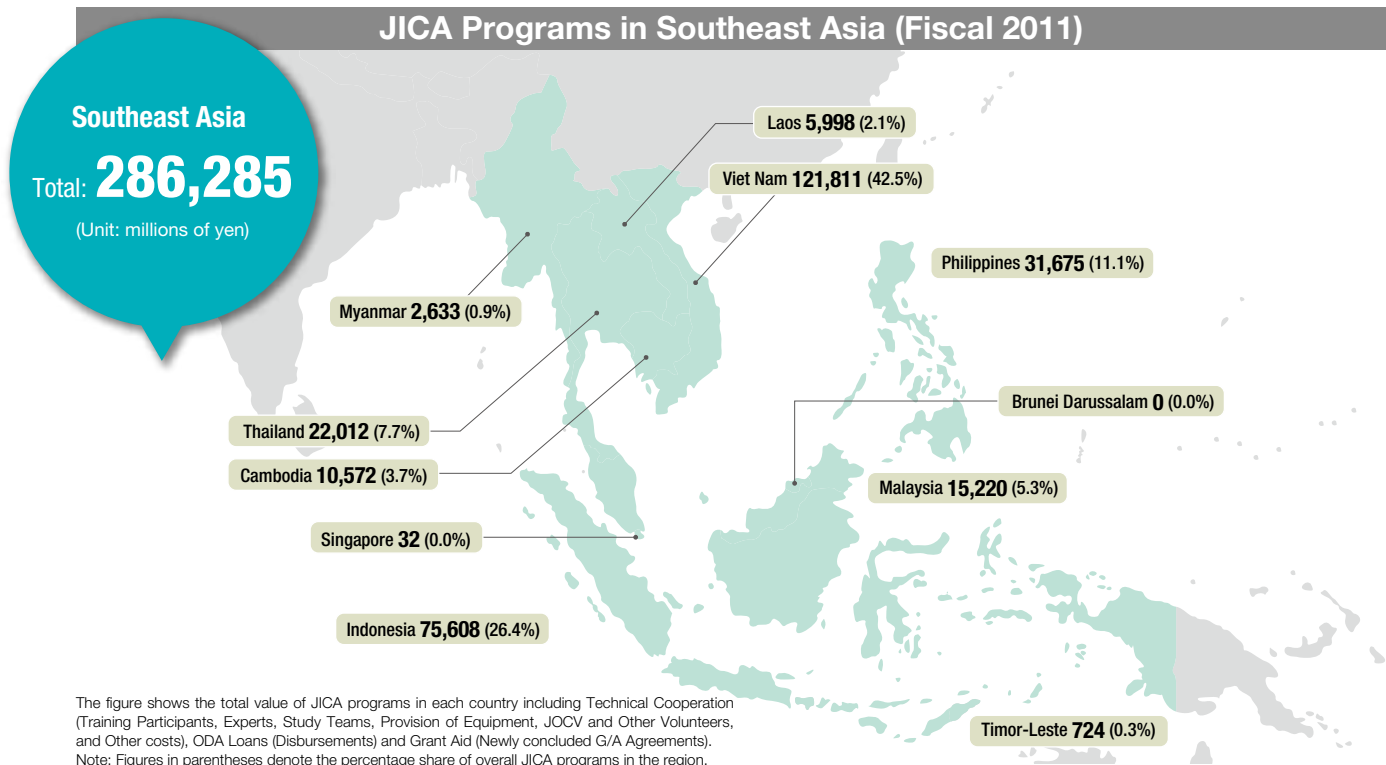 JICA Programs in Southeast Asia (Fiscal 2011)
Southeast Asia
Total: 286,285
(Unit: millions of yen)
Laos 5,998 (2.1%)
Viet Nam 121,811 (42.5%)
Philippines 31,675 (11.1%)
Myanmar 2,633 (0.9%)
Brunei Darussalam 0 (0.0%)
Thailand 22,012 (7.7%)
Cambodia 10,572 (3.7%)
Malaysia 15,220 (5.3%)
Singapore 32 (0.0%)
Indonesia 75,608 (26.4%)
Timor-Leste 724 (0.3%)
The figure shows the total value of JICA programs in each country including Technical Cooperation
(Training Participants, Experts, Study Teams, Provision of Equipment, JOCV and Other Volunteers,
and Other costs), ODA Loans (Disbursements) and Grant Aid (Newly concluded G/A Agreements).
Note: Figures in parentheses denote the percentage share of overall JICA programs in the region.